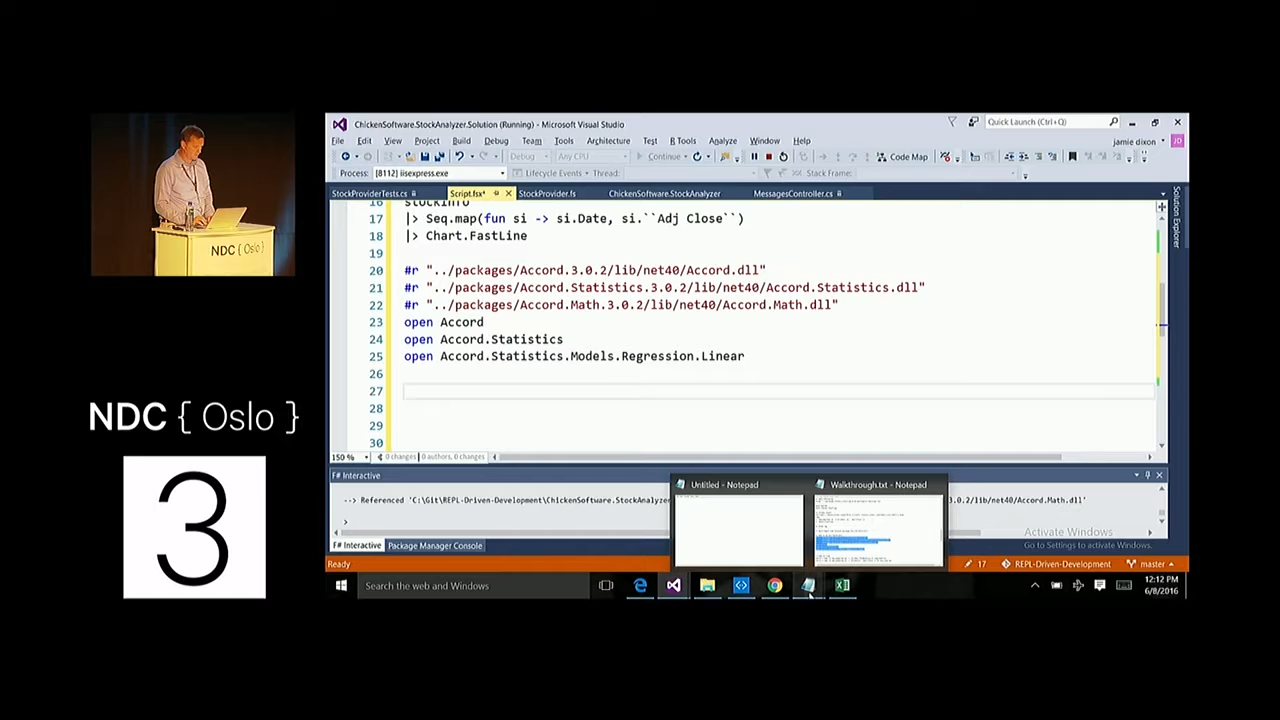 ChickenSoftware.StockAnalyzer.Solution (Running) - Microsoft Visual Studio
Quick Launch (Ctrl+Q)
File Edit View Project Build Debug Team Tools Architecture Test R Tools Analyze Window Help
jamie dixon
JD
Debug Any CPU Continue Code Map
Process: [8112] iisexpress.exe Lifecycle Events Thread: Stack Frame:
StockProviderTests.cs Script.fsx* StockProvider.fs ChickenSoftware.StockAnalyzer MessagesController.cs
Solution Explorer
16 stockInfo
17 |> Seq.map(fun si -> si.Date, si.``Adj Close``)
18 |> Chart.FastLine
19
20 #r "../packages/Accord.3.0.2/lib/net40/Accord.dll"
21 #r "../packages/Accord.Statistics.3.0.2/lib/net40/Accord.Statistics.dll"
22 #r "../packages/Accord.Math.3.0.2/lib/net40/Accord.Math.dll"
23 open Accord
24 open Accord.Statistics
25 open Accord.Statistics.Models.Regression.Linear
26
27
28
29
30
150 % 0 changes | 0 authors, 0 changes
F# Interactive
--> Referenced 'C:\Git\REPL-Driven-Development\ChickenSoftware.StockAnalyze
3.0.2/lib/net40/Accord.Math.dll'
>
Untitled - Notepad
Walkthrough.txt - Notepad
Activate Windows
Go to Settings to activate Windows.
F# Interactive Package Manager Console
Ready
17 REPL-Driven-Development master
Search the web and Windows
12:12 PM
6/8/2016
NDC { Oslo }
NDC { Oslo }
3